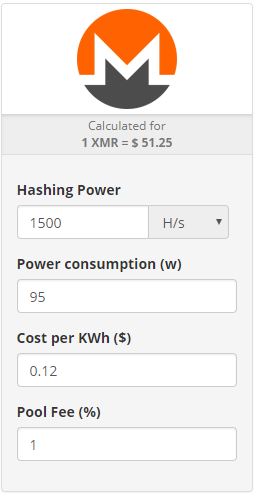 Calculated for
1 XMR = $ 51.25
Hashing Power
1500 H/s
Power consumption (w)
95
Cost per KWh ($)
0.12
Pool Fee (%)
1